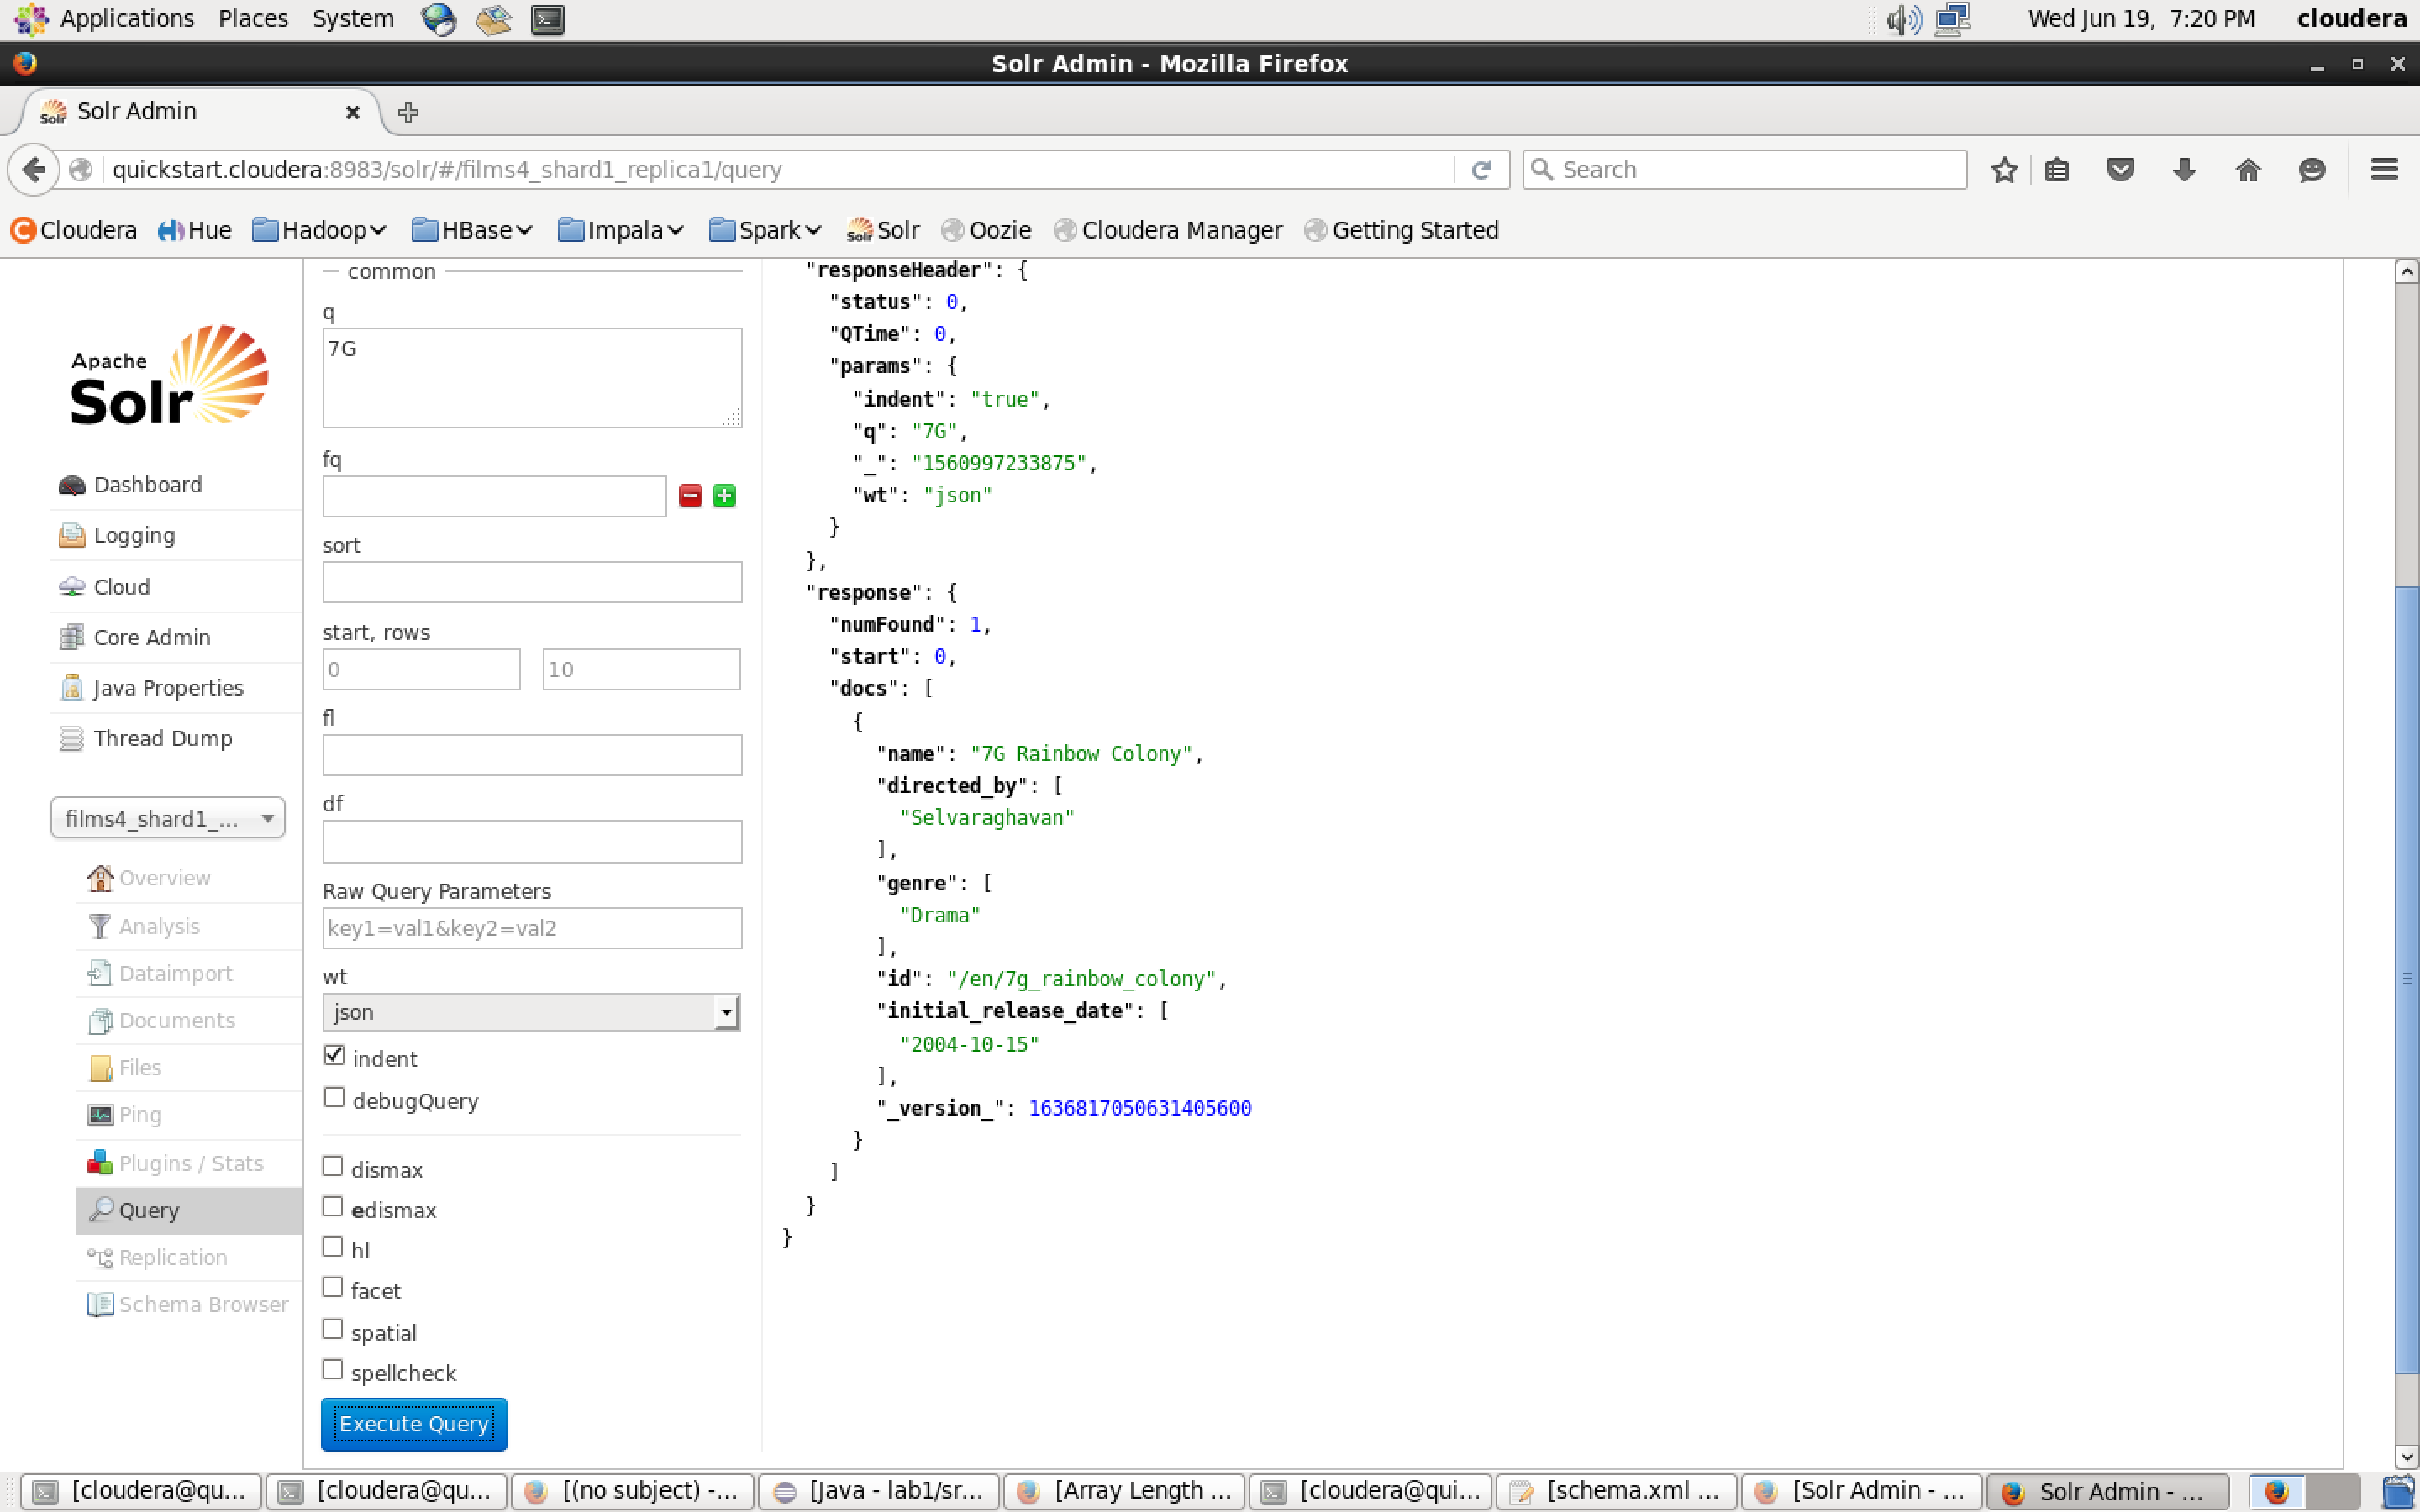 Applications Places System Wed Jun 19, 7:20 PM cloudera
Solr Admin - Mozilla Firefox
Solr Solr Admin
quickstart.cloudera:8983/solr/#/films4_shard1_replica1/query Search
Cloudera Hue Hadoop HBase Impala Spark Solr Solr Oozie Cloudera Manager Getting Started
Apache
Solr
Dashboard
Logging
Cloud
Core Admin
Java Properties
Thread Dump
films4_shard1_...
Overview
Analysis
Dataimport
Documents
Files
Ping
Plugins / Stats
Query
Replication
Schema Browser
common
q
7G
fq
sort
start, rows
0 10
fl
df
Raw Query Parameters
key1=val1&key2=val2
wt
json
indent
debugQuery
dismax
edismax
hl
facet
spatial
spellcheck
Execute Query
"responseHeader": {
"status": 0,
"QTime": 0,
"params": {
"indent": "true",
"q": "7G",
"_": "1560997233875",
"wt": "json"
}
},
"response": {
"numFound": 1,
"start": 0,
"docs": [
{
"name": "7G Rainbow Colony",
"directed_by": [
"Selvaraghavan"
],
"genre": [
"Drama"
],
"id": "/en/7g_rainbow_colony",
"initial_release_date": [
"2004-10-15"
],
"_version_": 1636817050631405600
}
]
}
}
[cloudera@qu... [cloudera@qu... [(no subject) -... [Java - lab1/sr... [Array Length ... [cloudera@qui... [schema.xml ... [Solr Admin - ... Solr Admin - ...